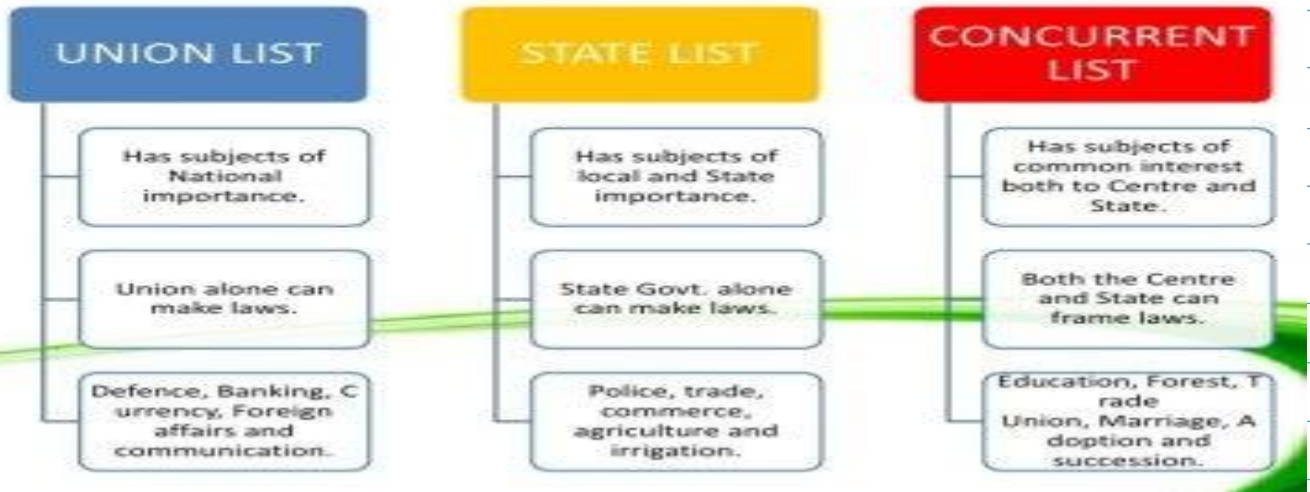 UNION LIST
Has subjects of
National
importance.
Union alone can
make laws.
Defence, Banking, C
urrency, Foreign
affairs and
communication.
STATE LIST
Has subjects of
local and State
importance.
State Govt. alone
can make laws.
Police, trade,
commerce,
agriculture and
irrigation.
CONCURRENT
LIST
Has subjects of
common interest
both to Centre and
State.
Both the Centre
and State can
frame laws.
Education, Forest, T
rade
Union, Marriage, A
doption and
succession.